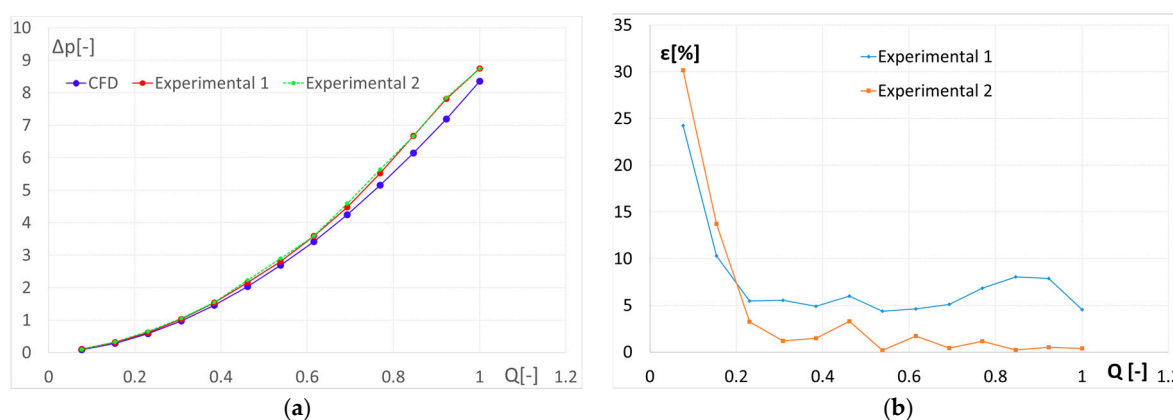 10
9
8
7
6
5
4
3
2
1
0
Δp[-]
CFD Experimental 1 Experimental 2
0 0.2 0.4 0.6 0.8 1 1.2
Q[-]
(a)
35
30
25
20
15
10
5
0
ε[%]
Experimental 1
Experimental 2
0 0.2 0.4 0.6 0.8 1 1.2
Q [-]
(b)